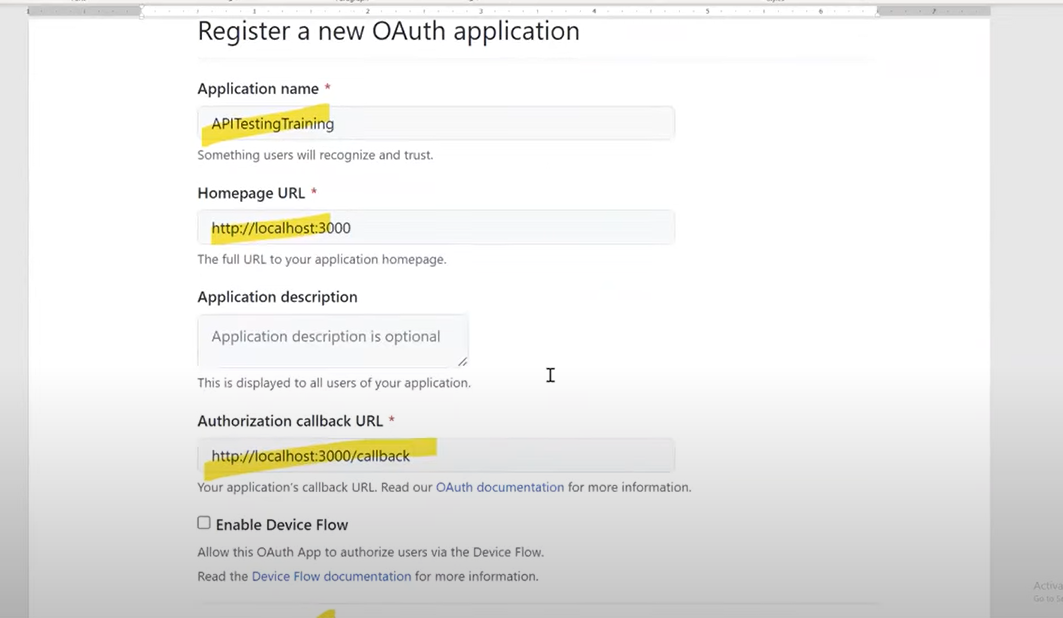 Register a new OAuth application
Application name *
APITestingTraining
Something users will recognize and trust.
Homepage URL *
http://localhost:3000
The full URL to your application homepage.
Application description
Application description is optional
This is displayed to all users of your application.
Authorization callback URL *
http://localhost:3000/callback
Your application's callback URL. Read our OAuth documentation for more information.
Enable Device Flow
Allow this OAuth App to authorize users via the Device Flow.
Read the Device Flow documentation for more information.